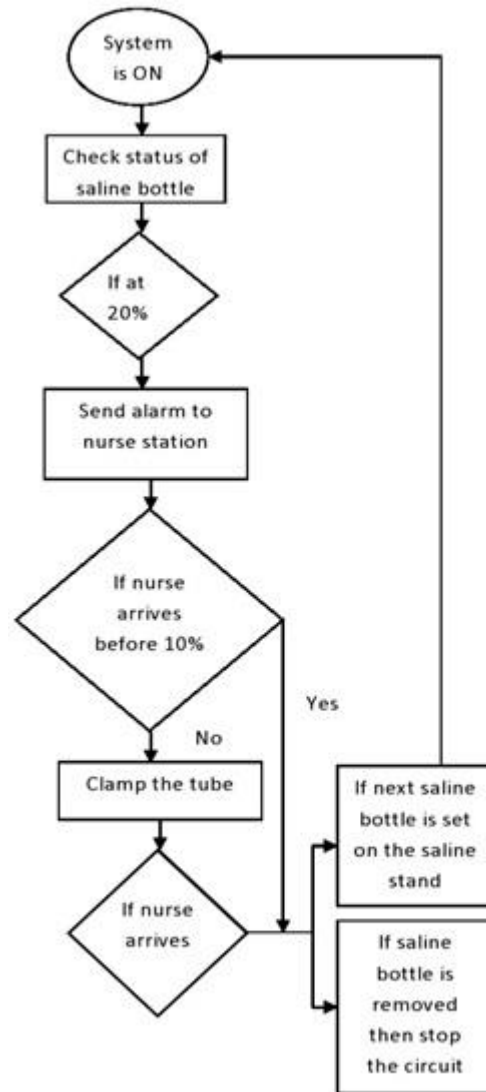 System
is ON
Check status of
saline bottle
If at
20%
Send alarm to
nurse station
If nurse
arrives
before 10%
Yes
No
Clamp the tube
If nurse
arrives
If next saline
bottle is set
on the saline
stand
If saline
bottle is
removed
then stop
the circuit